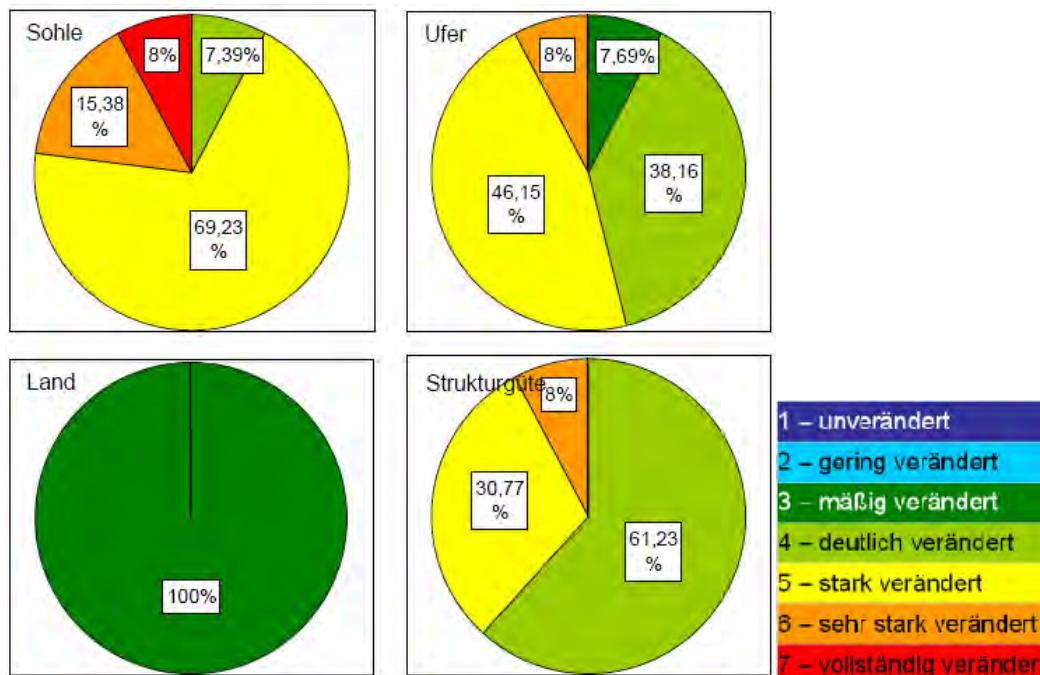 Sohle
8%
7,39%
15,38
%
69,23
%
Ufer
8%
7,69%
46,15
%
38,16
%
Land
100%
Strukturgüte
8%
30,77
%
61,23
%
1 – unverändert
2 – gering verändert
3 – mäßig verändert
4 – deutlich verändert
5 – stark verändert
6 – sehr stark verändert
7 – vollständig verändert